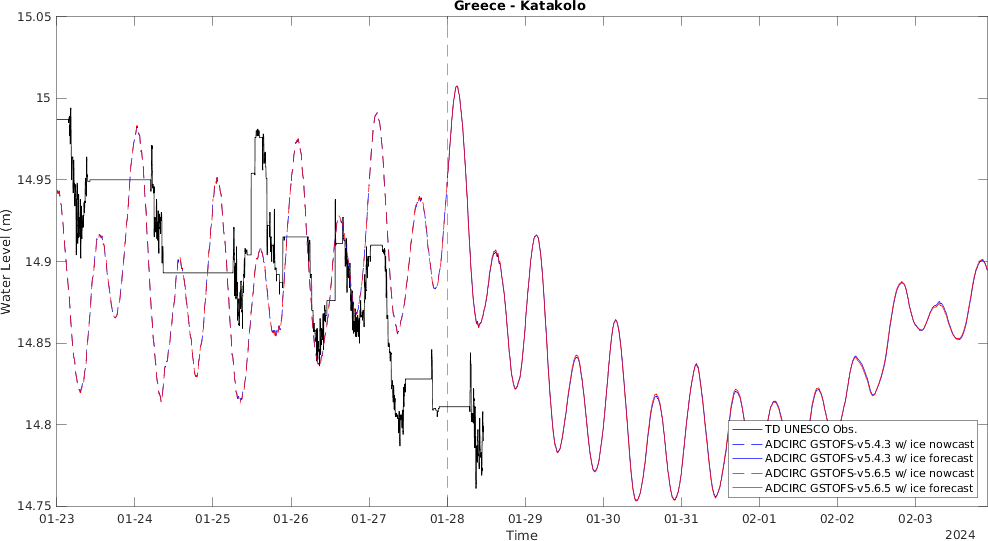 Greece - Katakolo
15.05
15
14.95
14.9
14.85
14.8
14.75
Water Level (m)
TD UNESCO Obs.
ADCIRC GSTOFS-v5.4.3 w/ ice nowcast
ADCIRC GSTOFS-v5.4.3 w/ ice forecast
ADCIRC GSTOFS-v5.6.5 w/ ice nowcast
ADCIRC GSTOFS-v5.6.5 w/ ice forecast
01-23 01-24 01-25 01-26 01-27 01-28 01-29 01-30 01-31 02-01 02-02 02-03
Time
2024